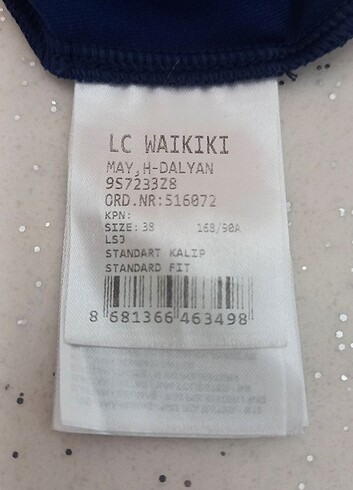 LC WAIKIKI
MAY,H-DALYAN
9S7233Z8
ORD.NR:516072
KPN:
SIZE: 38 168/90A
LSJ
STANDART KALIP
STANDARD FIT
8 681366 463498